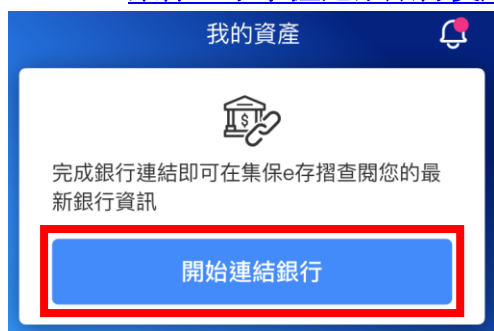 我的資產
完成銀行連結即可在集保e存摺查閱您的最
新銀行資訊
開始連結銀行